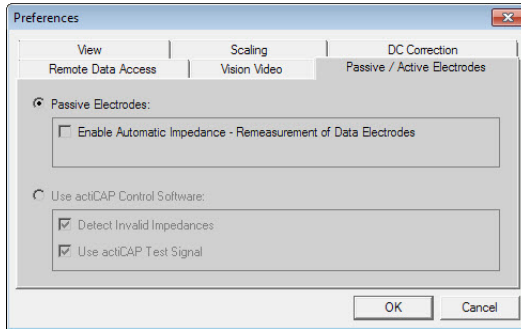 Preferences
View Scaling DC Correction
Remote Data Access Vision Video Passive / Active Electrodes
Passive Electrodes:
Enable Automatic Impedance - Remeasurement of Data Electrodes
Use actiCAP Control Software:
Detect Invalid Impedances
Use actiCAP Test Signal
OK Cancel